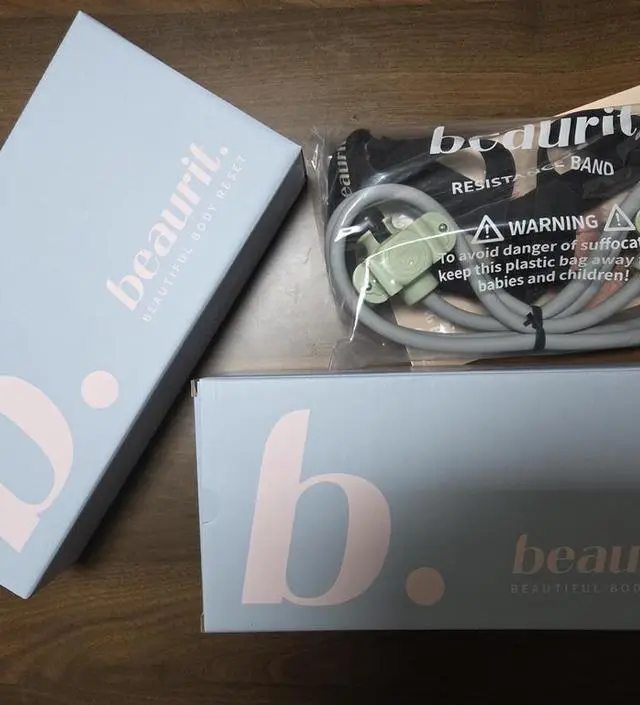 beaurit.
BEAUTIFUL BODY RESET
b.
beaurit
RESISTANCE BAND
WARNING
To avoid danger of suffocat
keep this plastic bag away f
babies and children!
b.
beau
BEAUTIFUL BOD